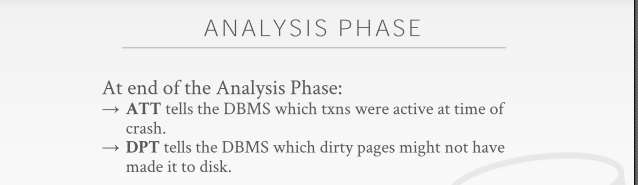 ANALYSIS PHASE
At end of the Analysis Phase:
→ ATT tells the DBMS which txns were active at time of
crash.
→ DPT tells the DBMS which dirty pages might not have
made it to disk.